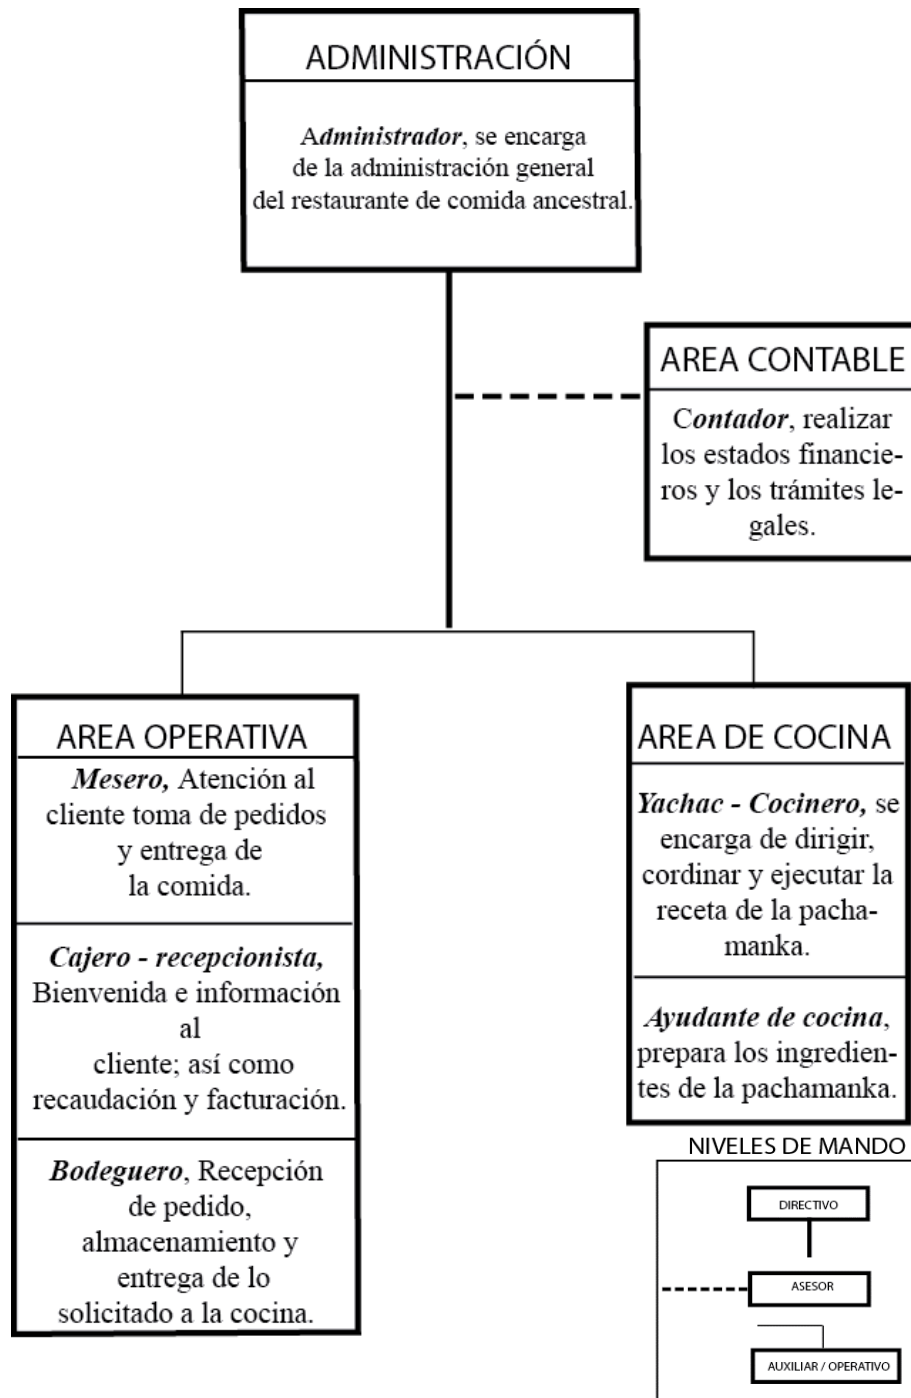 ADMINISTRACIÓN
Administrador, se encarga
de la administración general
del restaurante de comida ancestral.
AREA CONTABLE
Contador, realizar
los estados financie-
ros y los trámites le-
gales.
AREA OPERATIVA
Mesero, Atención al
cliente toma de pedidos
y entrega de
la comida.
Cajero - recepcionista,
Bienvenida e información
al
cliente; así como
recaudación y facturación.
Bodeguero, Recepción
de pedido,
almacenamiento y
entrega de lo
solicitado a la cocina.
AREA DE COCINA
Yachac - Cocinero, se
encarga de dirigir,
cordinar y ejecutar la
receta de la pacha-
manka.
Ayudante de cocina,
prepara los ingredien-
tes de la pachamanka.
NIVELES DE MANDO
DIRECTIVO
ASESOR
AUXILIAR / OPERATIVO